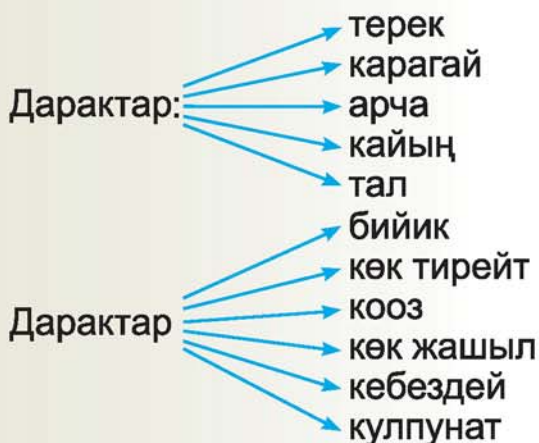 Дарактар:
терек
карагай
арча
кайың
тал
Дарактар
бийик
көк тирейт
кооз
көк жашыл
кебездей
кулпунат